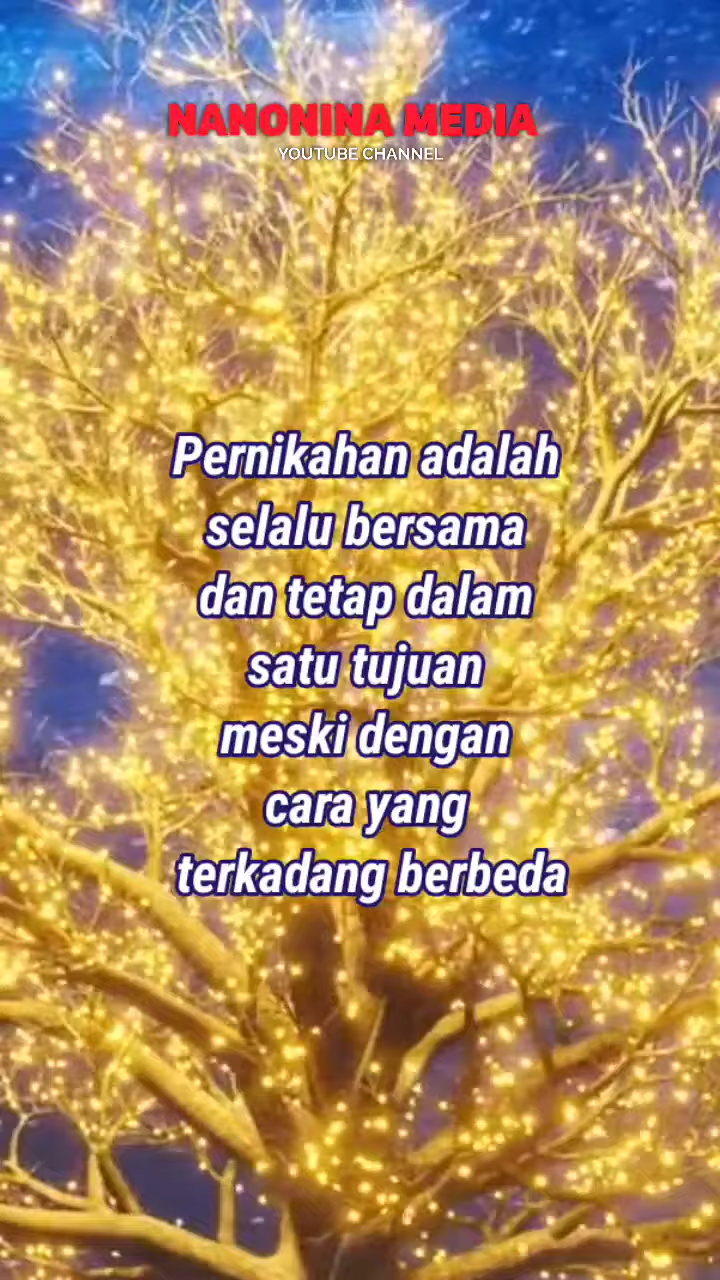 NANONINA MEDIA
YOUTUBE CHANNEL
Pernikahan adalah
selalu bersama
dan tetap dalam
satu tujuan
meski dengan
cara yang
terkadang berbeda